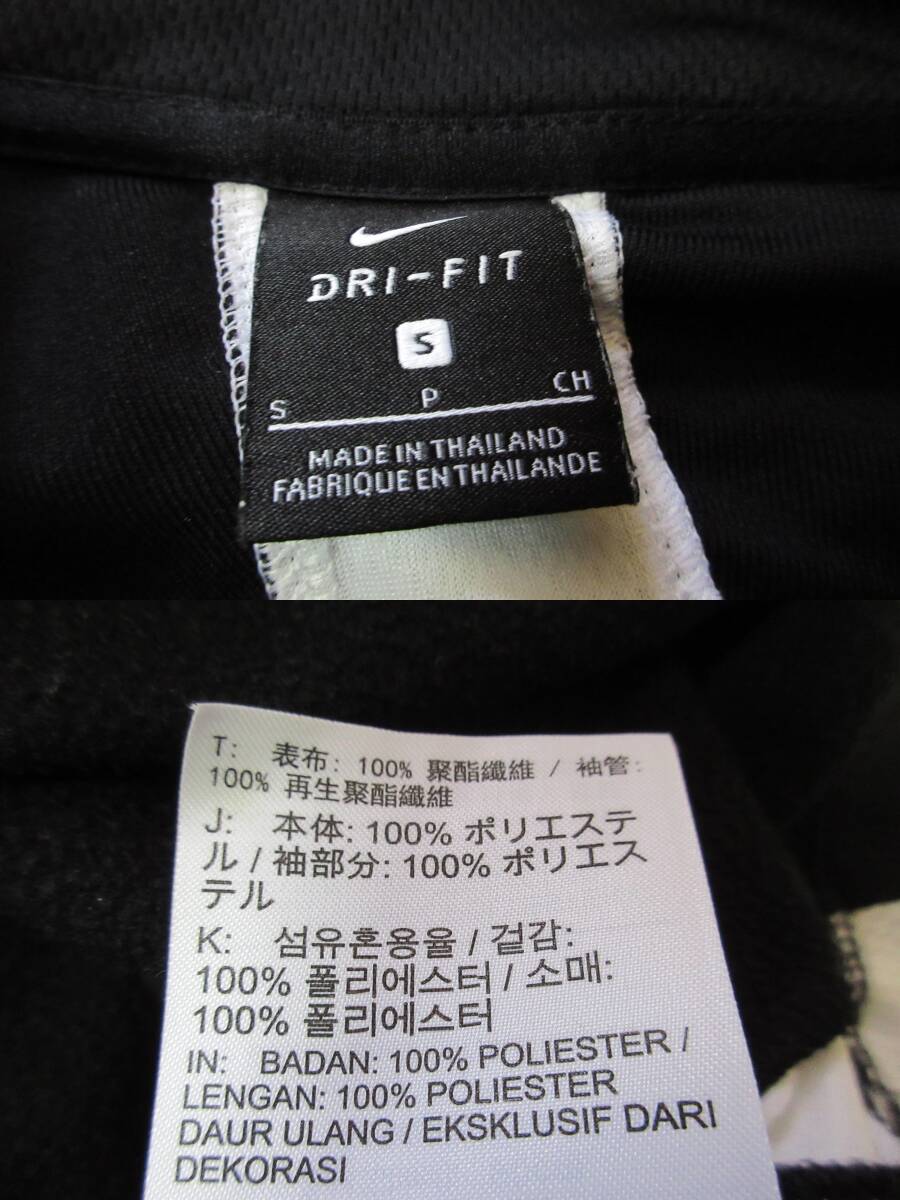 DRI-FIT
S
S P CH
MADE IN THAILAND
FABRIQUE EN THAILANDE
T: 表布: 100% 聚酯纖維 / 袖管:
100% 再生聚酯纖維
J: 本体: 100% ポリエステ
ル / 袖部分: 100% ポリエス
テル
K: 섬유혼용율 / 겉감:
100% 폴리에스터 / 소매:
100% 폴리에스터
IN: BADAN: 100% POLIESTER /
LENGAN: 100% POLIESTER
DAUR ULANG / EKSKLUSIF DARI
DEKORASI